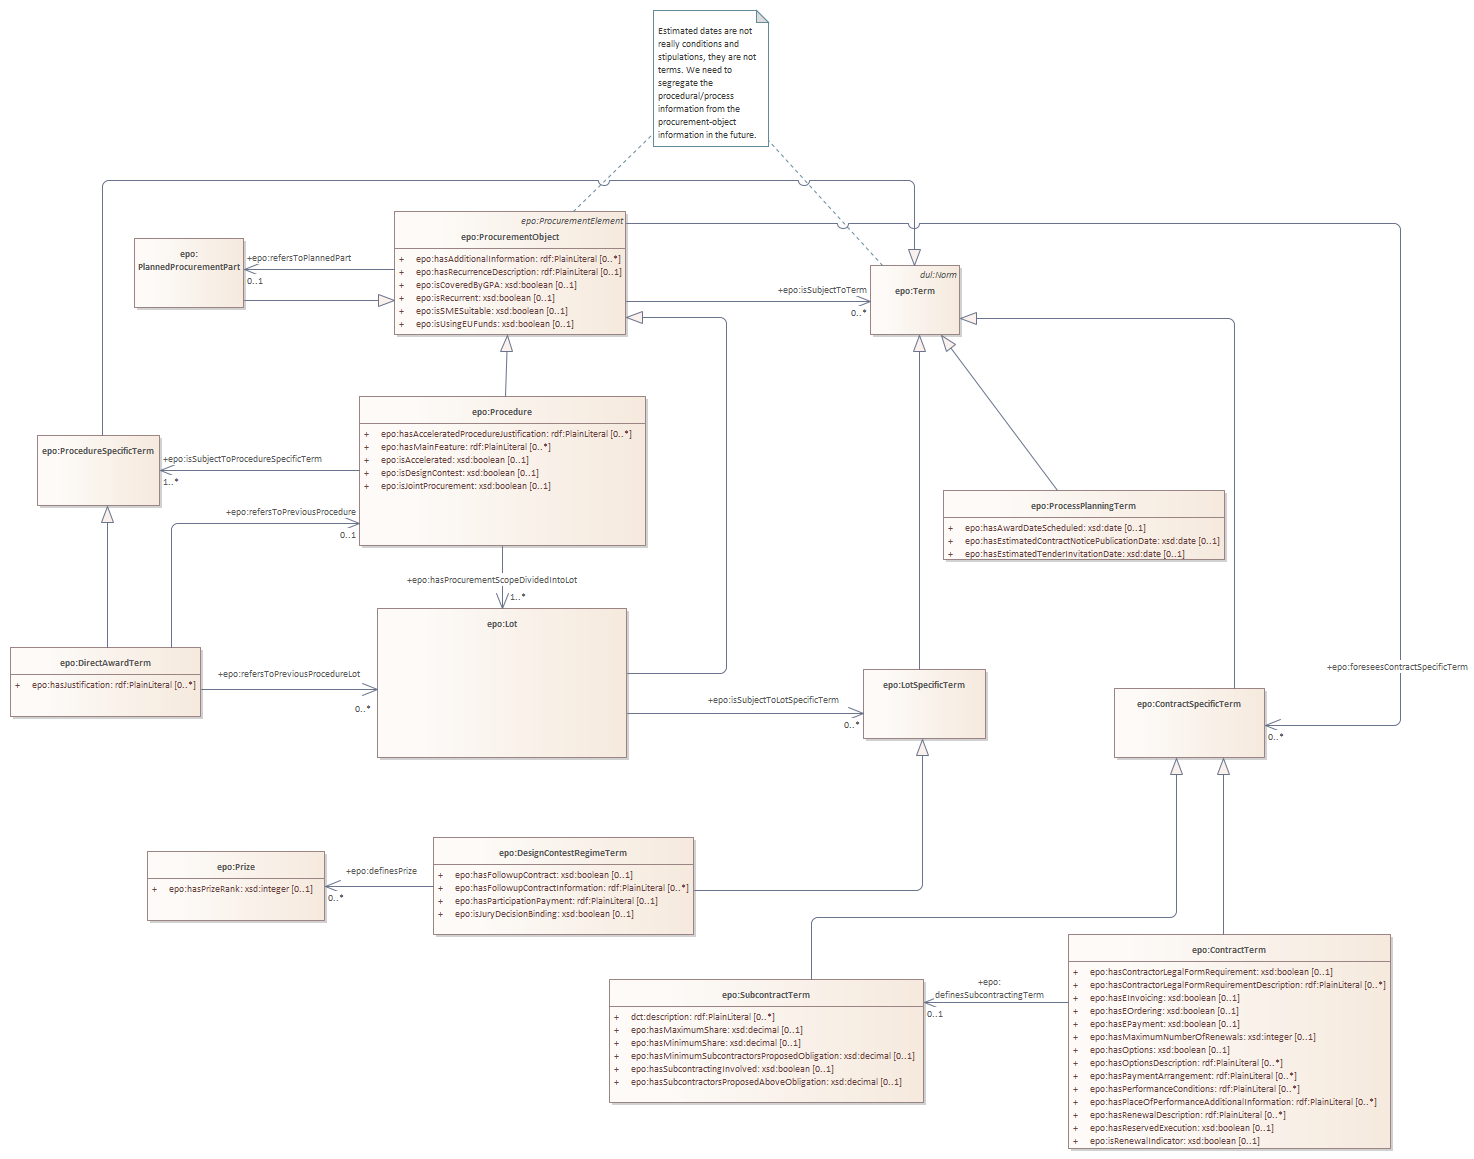 Estimated dates are not
really conditions and
stipulations, they are not
terms. We need to
segregate the
procedural/process
information from the
procurement-object
information in the future.
epo:ProcurementElement
epo:ProcurementObject
+ epo:hasAdditionalInformation: rdf:PlainLiteral [0..*]
+ epo:hasRecurrenceDescription: rdf:PlainLiteral [0..1]
+ epo:isCoveredByGPA: xsd:boolean [0..1]
+ epo:isRecurrent: xsd:boolean [0..1]
+ epo:isSMESuitable: xsd:boolean [0..1]
+ epo:isUsingEUFunds: xsd:boolean [0..1]
epo:
PlannedProcurementPart
+epo:refersToPlannedPart
0..1
dul:Norm
epo:Term
+epo:isSubjectToTerm
0..*
epo:Procedure
+ epo:hasAcceleratedProcedureJustification: rdf:PlainLiteral [0..*]
+ epo:hasMainFeature: rdf:PlainLiteral [0..*]
+ epo:isAccelerated: xsd:boolean [0..1]
+ epo:isDesignContest: xsd:boolean [0..1]
+ epo:isJointProcurement: xsd:boolean [0..1]
epo:ProcedureSpecificTerm
+epo:isSubjectToProcedureSpecificTerm
1..*
+epo:refersToPreviousProcedure
0..1
epo:ProcessPlanningTerm
+ epo:hasAwardDateScheduled: xsd:date [0..1]
+ epo:hasEstimatedContractNoticePublicationDate: xsd:date [0..1]
+ epo:hasEstimatedTenderInvitationDate: xsd:date [0..1]
+epo:hasProcurementScopeDividedIntoLot
1..*
epo:Lot
epo:DirectAwardTerm
+ epo:hasJustification: rdf:PlainLiteral [0..*]
+epo:refersToPreviousProcedureLot
0..*
+epo:isSubjectToLotSpecificTerm
0..*
epo:LotSpecificTerm
epo:ContractSpecificTerm
+epo:foreseesContractSpecificTerm
0..*
epo:Prize
+ epo:hasPrizeRank: xsd:integer [0..1]
+epo:definesPrize
0..*
epo:DesignContestRegimeTerm
+ epo:hasFollowupContract: xsd:boolean [0..1]
+ epo:hasFollowupContractInformation: rdf:PlainLiteral [0..*]
+ epo:hasParticipationPayment: rdf:PlainLiteral [0..1]
+ epo:isJuryDecisionBinding: xsd:boolean [0..1]
epo:SubcontractTerm
+ dct:description: rdf:PlainLiteral [0..*]
+ epo:hasMaximumShare: xsd:decimal [0..1]
+ epo:hasMinimumShare: xsd:decimal [0..1]
+ epo:hasMinimumSubcontractorsProposedObligation: xsd:decimal [0..1]
+ epo:hasSubcontractingInvolved: xsd:boolean [0..1]
+ epo:hasSubcontractorsProposedAboveObligation: xsd:decimal [0..1]
+epo:
definesSubcontractingTerm
0..1
epo:ContractTerm
+ epo:hasContractorLegalFormRequirement: xsd:boolean [0..1]
+ epo:hasContractorLegalFormRequirementDescription: rdf:PlainLiteral [0..*]
+ epo:hasEInvoicing: xsd:boolean [0..1]
+ epo:hasEOrdering: xsd:boolean [0..1]
+ epo:hasEPayment: xsd:boolean [0..1]
+ epo:hasMaximumNumberOfRenewals: xsd:integer [0..1]
+ epo:hasOptions: xsd:boolean [0..1]
+ epo:hasOptionsDescription: rdf:PlainLiteral [0..*]
+ epo:hasPaymentArrangement: rdf:PlainLiteral [0..*]
+ epo:hasPerformanceConditions: rdf:PlainLiteral [0..*]
+ epo:hasPlaceOfPerformanceAdditionalInformation: rdf:PlainLiteral [0..*]
+ epo:hasRenewalDescription: rdf:PlainLiteral [0..*]
+ epo:hasReservedExecution: xsd:boolean [0..1]
+ epo:isRenewalIndicator: xsd:boolean [0..1]